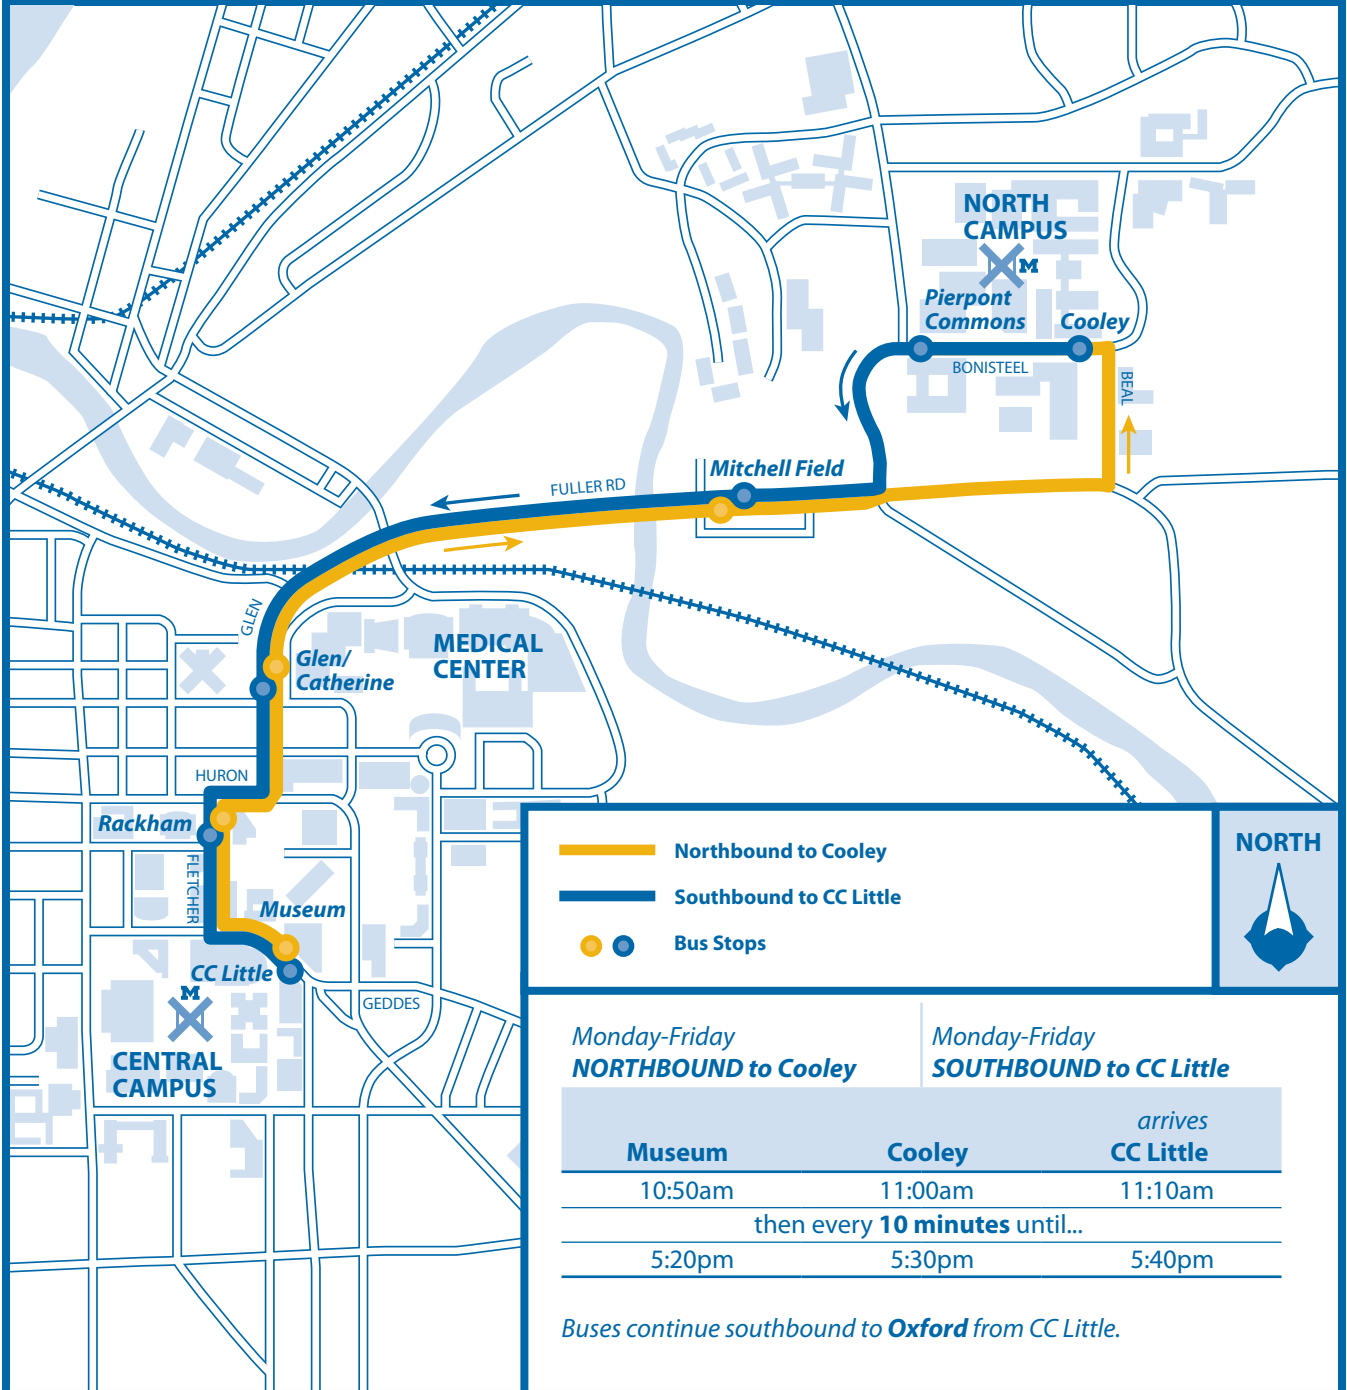 NORTH
CAMPUS
M
Pierpont
Commons
Cooley
BONISTEEL
BEAL
Mitchell Field
FULLER RD
GLEN
Glen/
Catherine
MEDICAL
CENTER
HURON
Rackham
FLETCHER
Museum
CC Little
M
GEDDES
CENTRAL
CAMPUS
Northbound to Cooley
Southbound to CC Little
Bus Stops
NORTH
Monday-Friday
NORTHBOUND to Cooley
Monday-Friday
SOUTHBOUND to CC Little
arrives
Museum Cooley CC Little
10:50am 11:00am 11:10am
then every 10 minutes until...
5:20pm 5:30pm 5:40pm
Buses continue southbound to Oxford from CC Little.